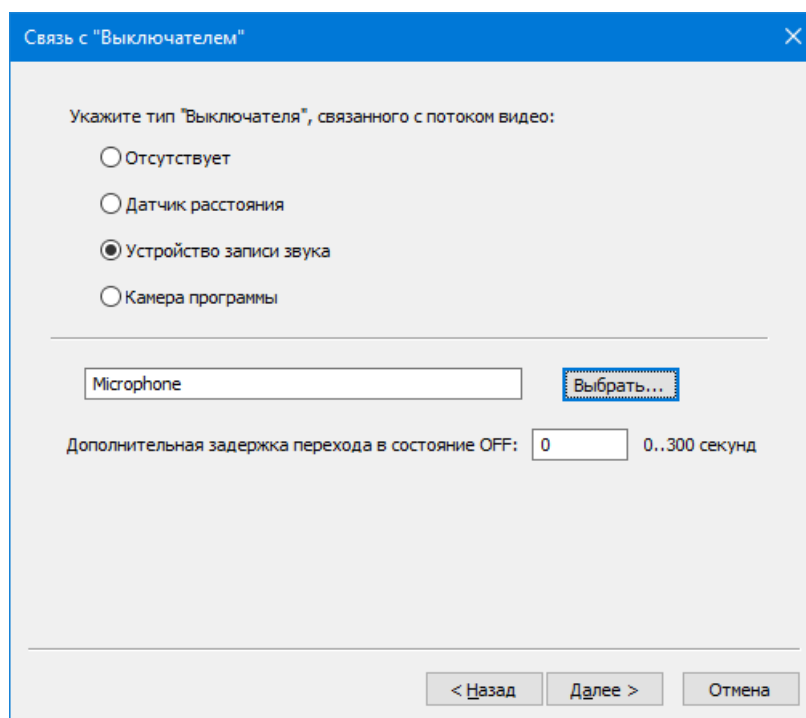 Связь с "Выключателем"
Укажите тип "Выключателя", связанного с потоком видео:
Отсутствует
Датчик расстояния
Устройство записи звука
Камера программы
Microphone Выбрать...
Дополнительная задержка перехода в состояние OFF: 0 0..300 секунд
< Назад Далее > Отмена